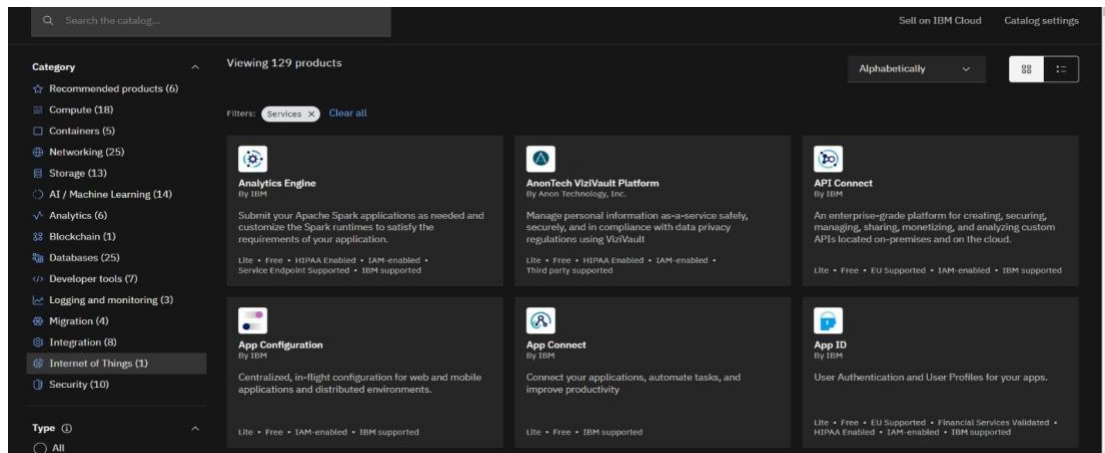 Search the catalog...
Sell on IBM Cloud
Catalog settings
Category
Recommended products (6)
Compute (18)
Containers (5)
Networking (25)
Storage (13)
AI / Machine Learning (14)
Analytics (6)
Blockchain (1)
Databases (25)
Developer tools (7)
Logging and monitoring (3)
Migration (4)
Integration (8)
Internet of Things (1)
Security (10)
Type
All
Viewing 129 products
Alphabetically
Filters: Services Clear all
Analytics Engine
By IBM
Submit your Apache Spark applications as needed and
customize the Spark runtimes to satisfy the
requirements of your application.
Lite • Free • HIPAA Enabled • IAM-enabled •
Service Endpoint Supported • IBM supported
AnonTech ViziVault Platform
By Anon Technology, Inc.
Manage personal information as-a-service safely,
securely, and in compliance with data privacy
regulations using ViziVault
Lite • Free • HIPAA Enabled • IAM-enabled •
Third party supported
API Connect
By IBM
An enterprise-grade platform for creating, securing,
managing, sharing, monetizing, and analyzing custom
APIs located on-premises and on the cloud.
Lite • Free • EU Supported • IAM-enabled • IBM supported
App Configuration
By IBM
Centralized, in-flight configuration for web and mobile
applications and distributed environments.
Lite • Free • IAM-enabled • IBM supported
App Connect
By IBM
Connect your applications, automate tasks, and
improve productivity
Lite • Free • IBM supported
App ID
By IBM
User Authentication and User Profiles for your apps.
Lite • Free • EU Supported • Financial Services Validated •
HIPAA Enabled • IAM-enabled • IBM supported